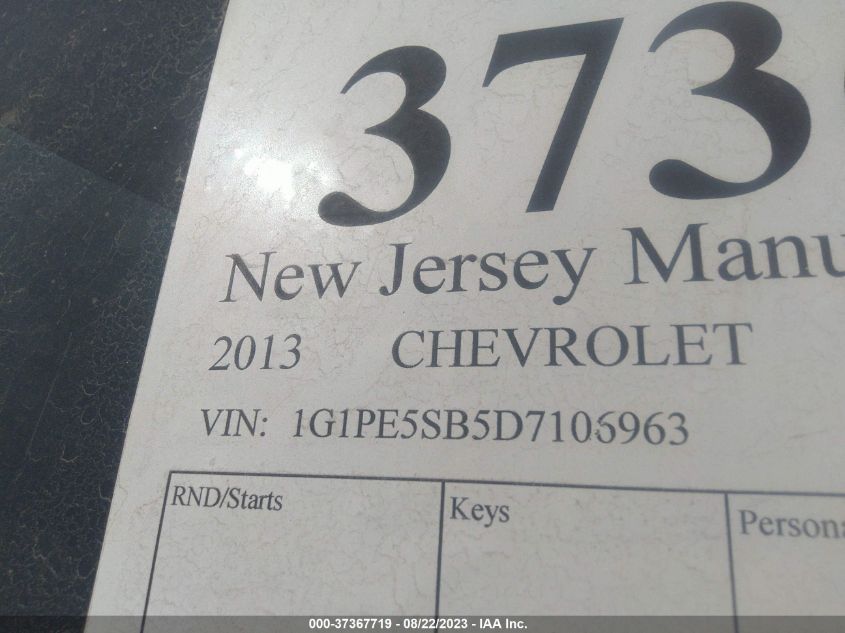 373
New Jersey Manu
2013 CHEVROLET
VIN: 1G1PE5SB5D7106963
RND/Starts Keys Persona
000-37367719 - 08/22/2023 - IAA Inc.